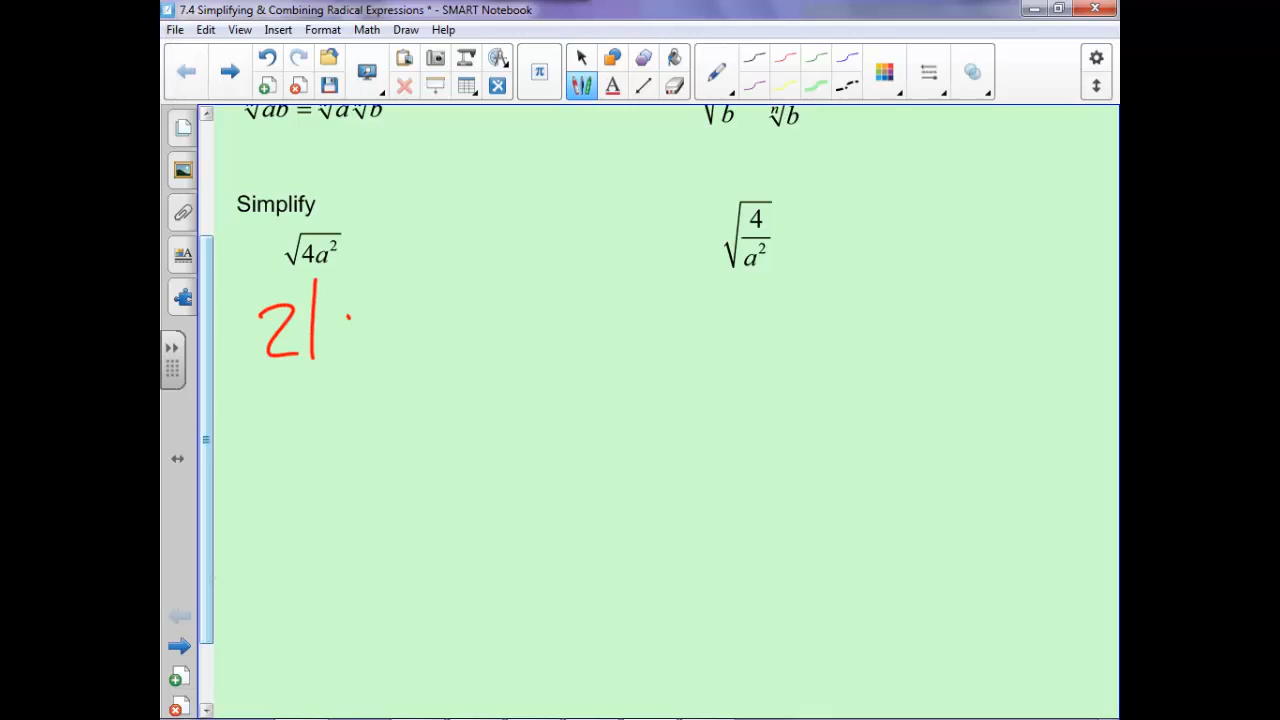 7.4 Simplifying & Combining Radical Expressions * - SMART Notebook
File Edit View Insert Format Math Draw Help
π
A
ⁿ√ab = ⁿ√a ⁿ√b
√b ⁿ√b
Simplify
√4a²
√4/a²
2|